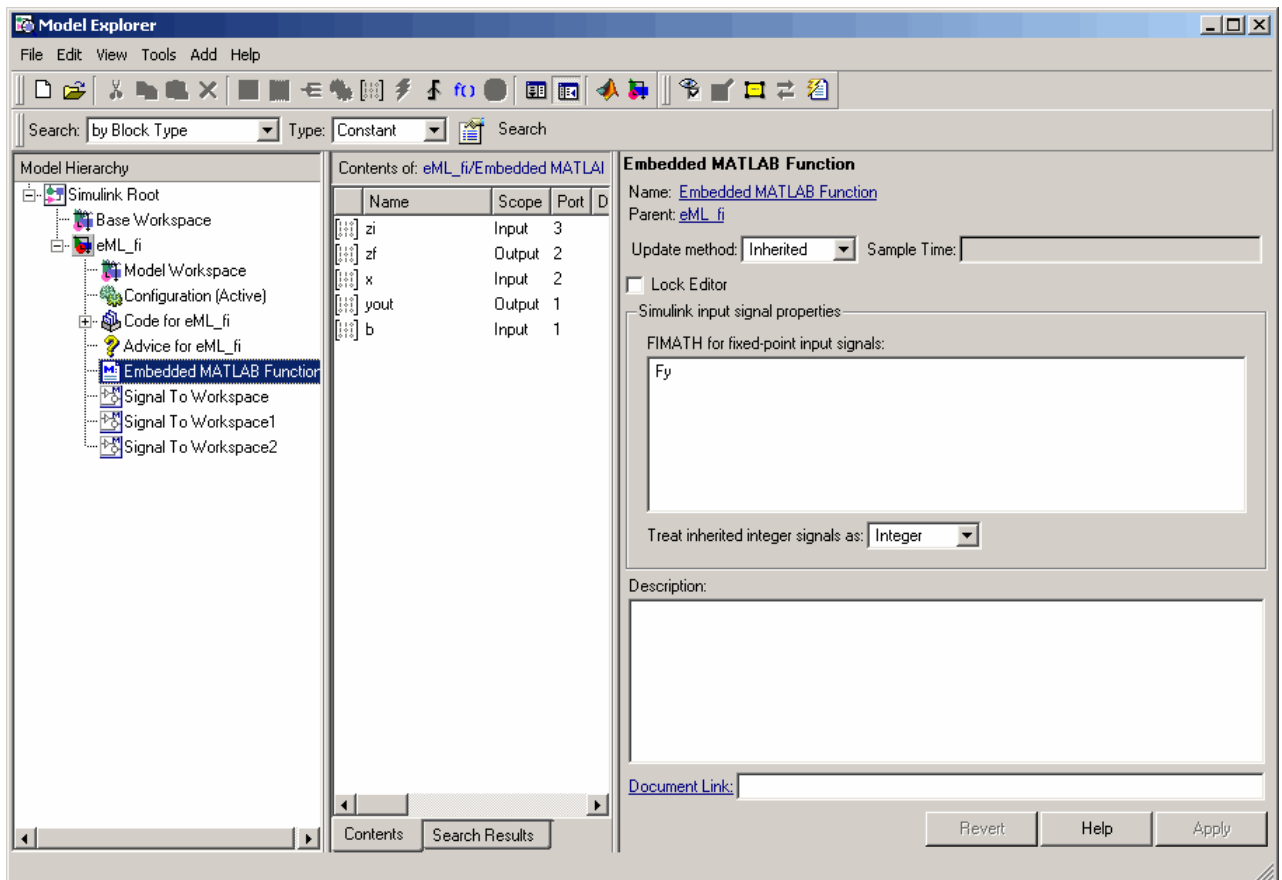 Model Explorer
File Edit View Tools Add Help
f()
Search: by Block Type Type: Constant Search
Model Hierarchy
Simulink Root
Base Workspace
eML_fi
Model Workspace
Configuration (Active)
Code for eML_fi
Advice for eML_fi
Embedded MATLAB Function
Signal To Workspace
Signal To Workspace1
Signal To Workspace2
Contents of: eML_fi/Embedded MATLAI
Name Scope Port D
zi Input 3
zf Output 2
x Input 2
yout Output 1
b Input 1
Contents Search Results
Embedded MATLAB Function
Name: Embedded MATLAB Function
Parent: eML_fi
Update method: Inherited Sample Time:
Lock Editor
Simulink input signal properties
FIMATH for fixed-point input signals:
Fy
Treat inherited integer signals as: Integer
Description:
Document Link:
Revert Help Apply